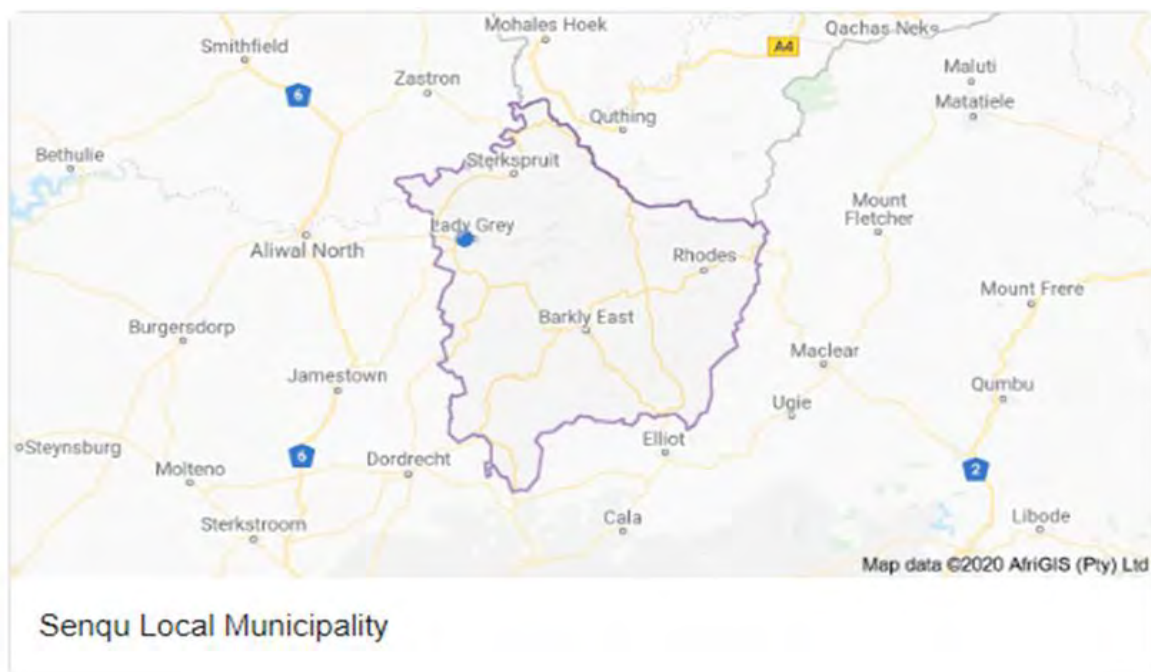 Mohales Hoek
Qachas Nek
Smithfield
A4
Maluti
Zastron
6
Matatiele
Quthing
Bethulie
Sterkspruit
Mount
Fletcher
Lady Grey
Aliwal North
Rhodes
Mount Frere
Barkly East
Burgersdorp
Maclear
Jamestown
Qumbu
Ugie
Elliot
Steynsburg
6
Dordrecht
Molteno
2
Cala
Libode
Sterkstroom
Map data ©2020 AfriGIS (Pty) Ltd
Senqu Local Municipality